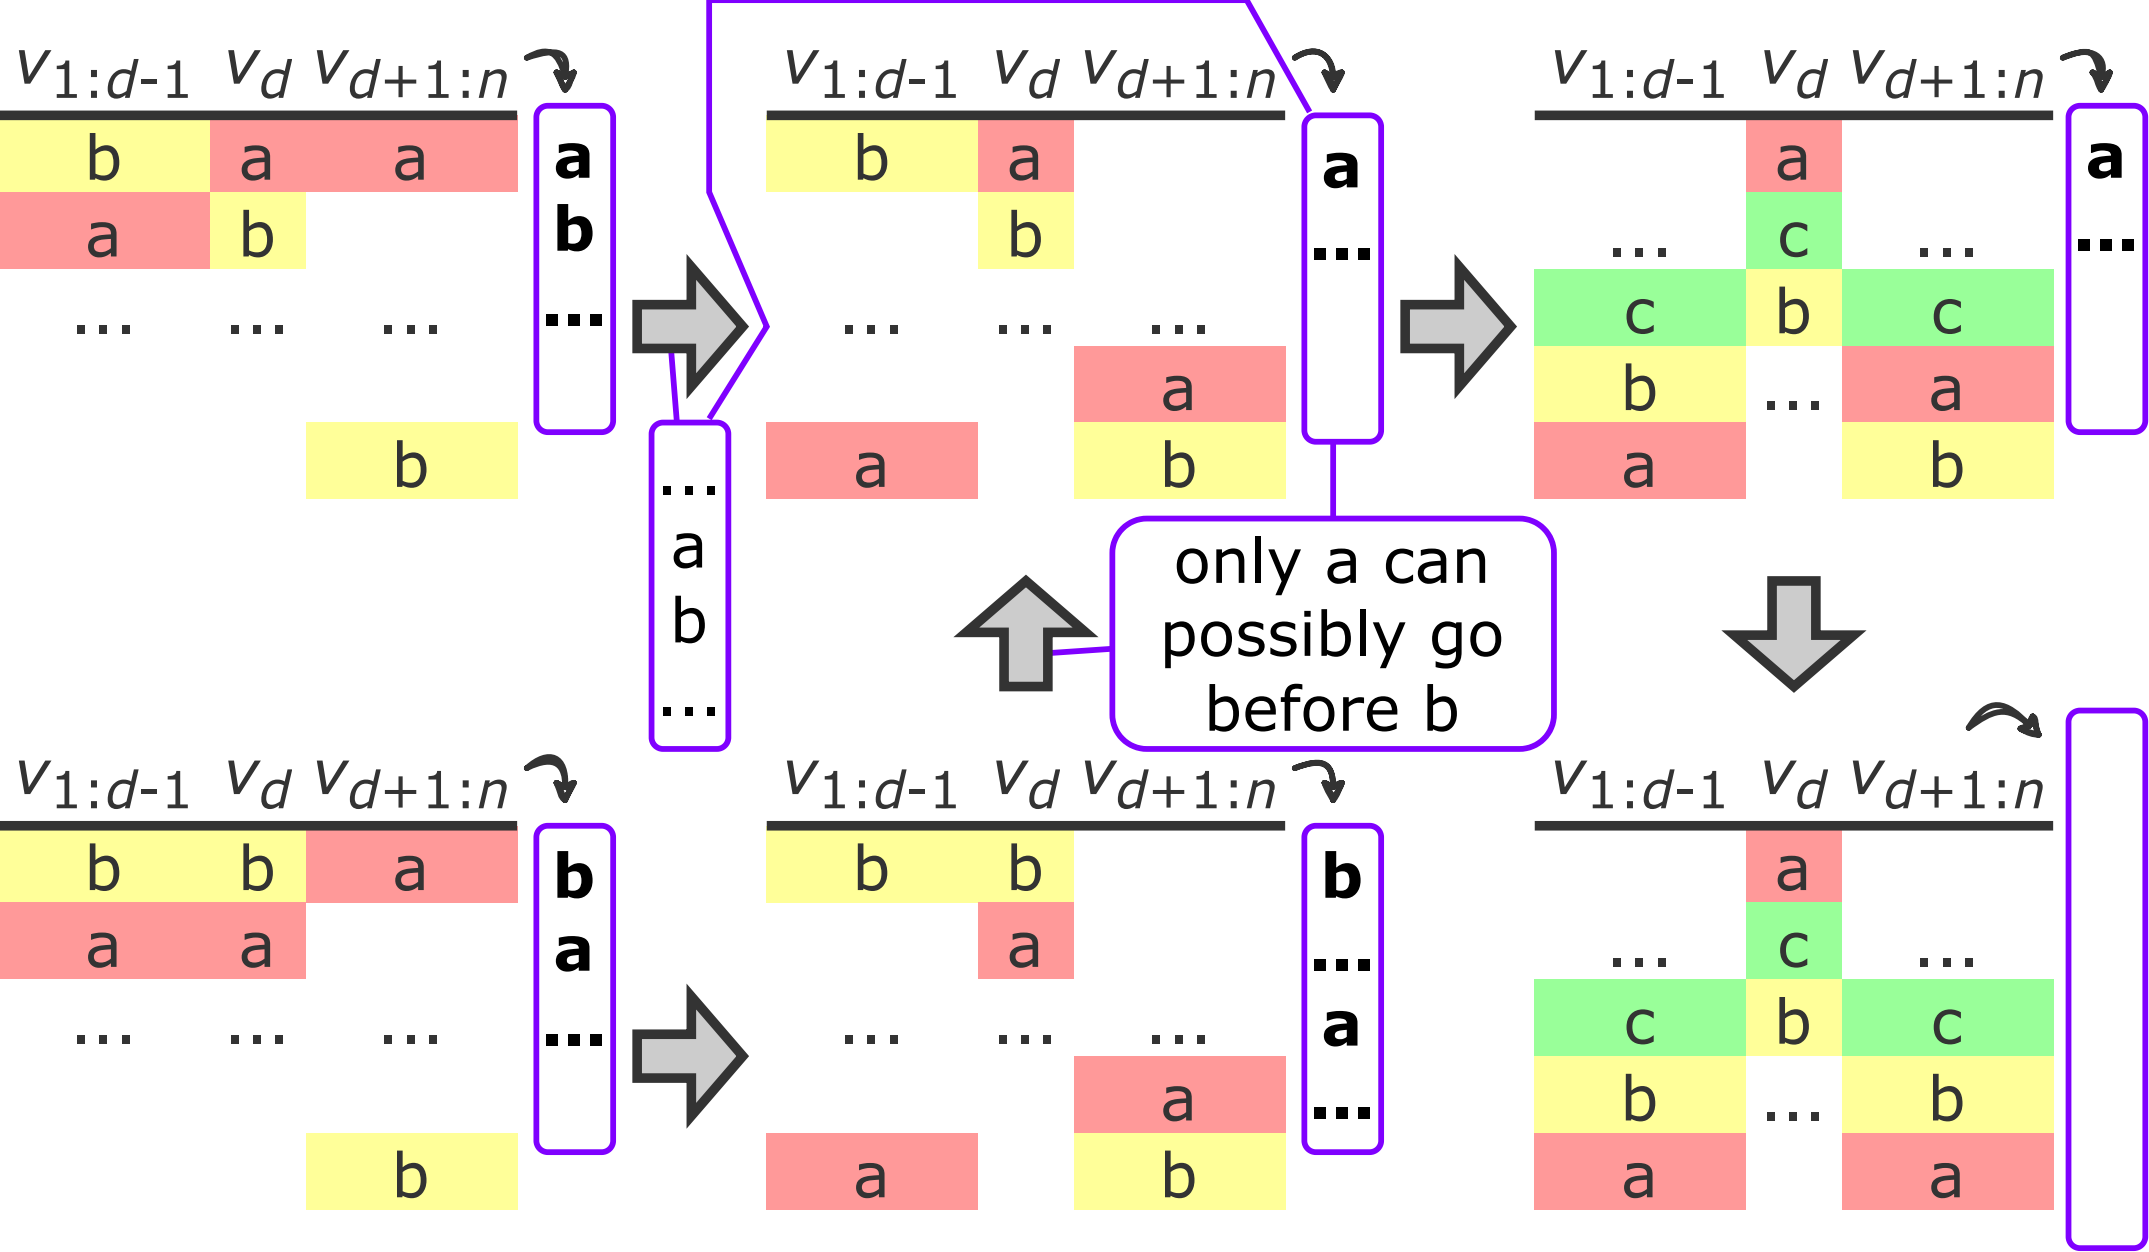 v1:d-1 vd vd+1:n
b a a a
a b b
... ... ... ...
b
v1:d-1 vd vd+1:n
b a a
b ...
... ... ...
a
a b
v1:d-1 vd vd+1:n
a a
... c ... ...
c b c
b ... a
a b
...
a
b
...
only a can
possibly go
before b
v1:d-1 vd vd+1:n
b b a b
a a a
... ... ... ...
b
v1:d-1 vd vd+1:n
b b b
a ...
... ... ... a
a ...
a b
v1:d-1 vd vd+1:n
a
... c ...
c b c
b ... b
a a